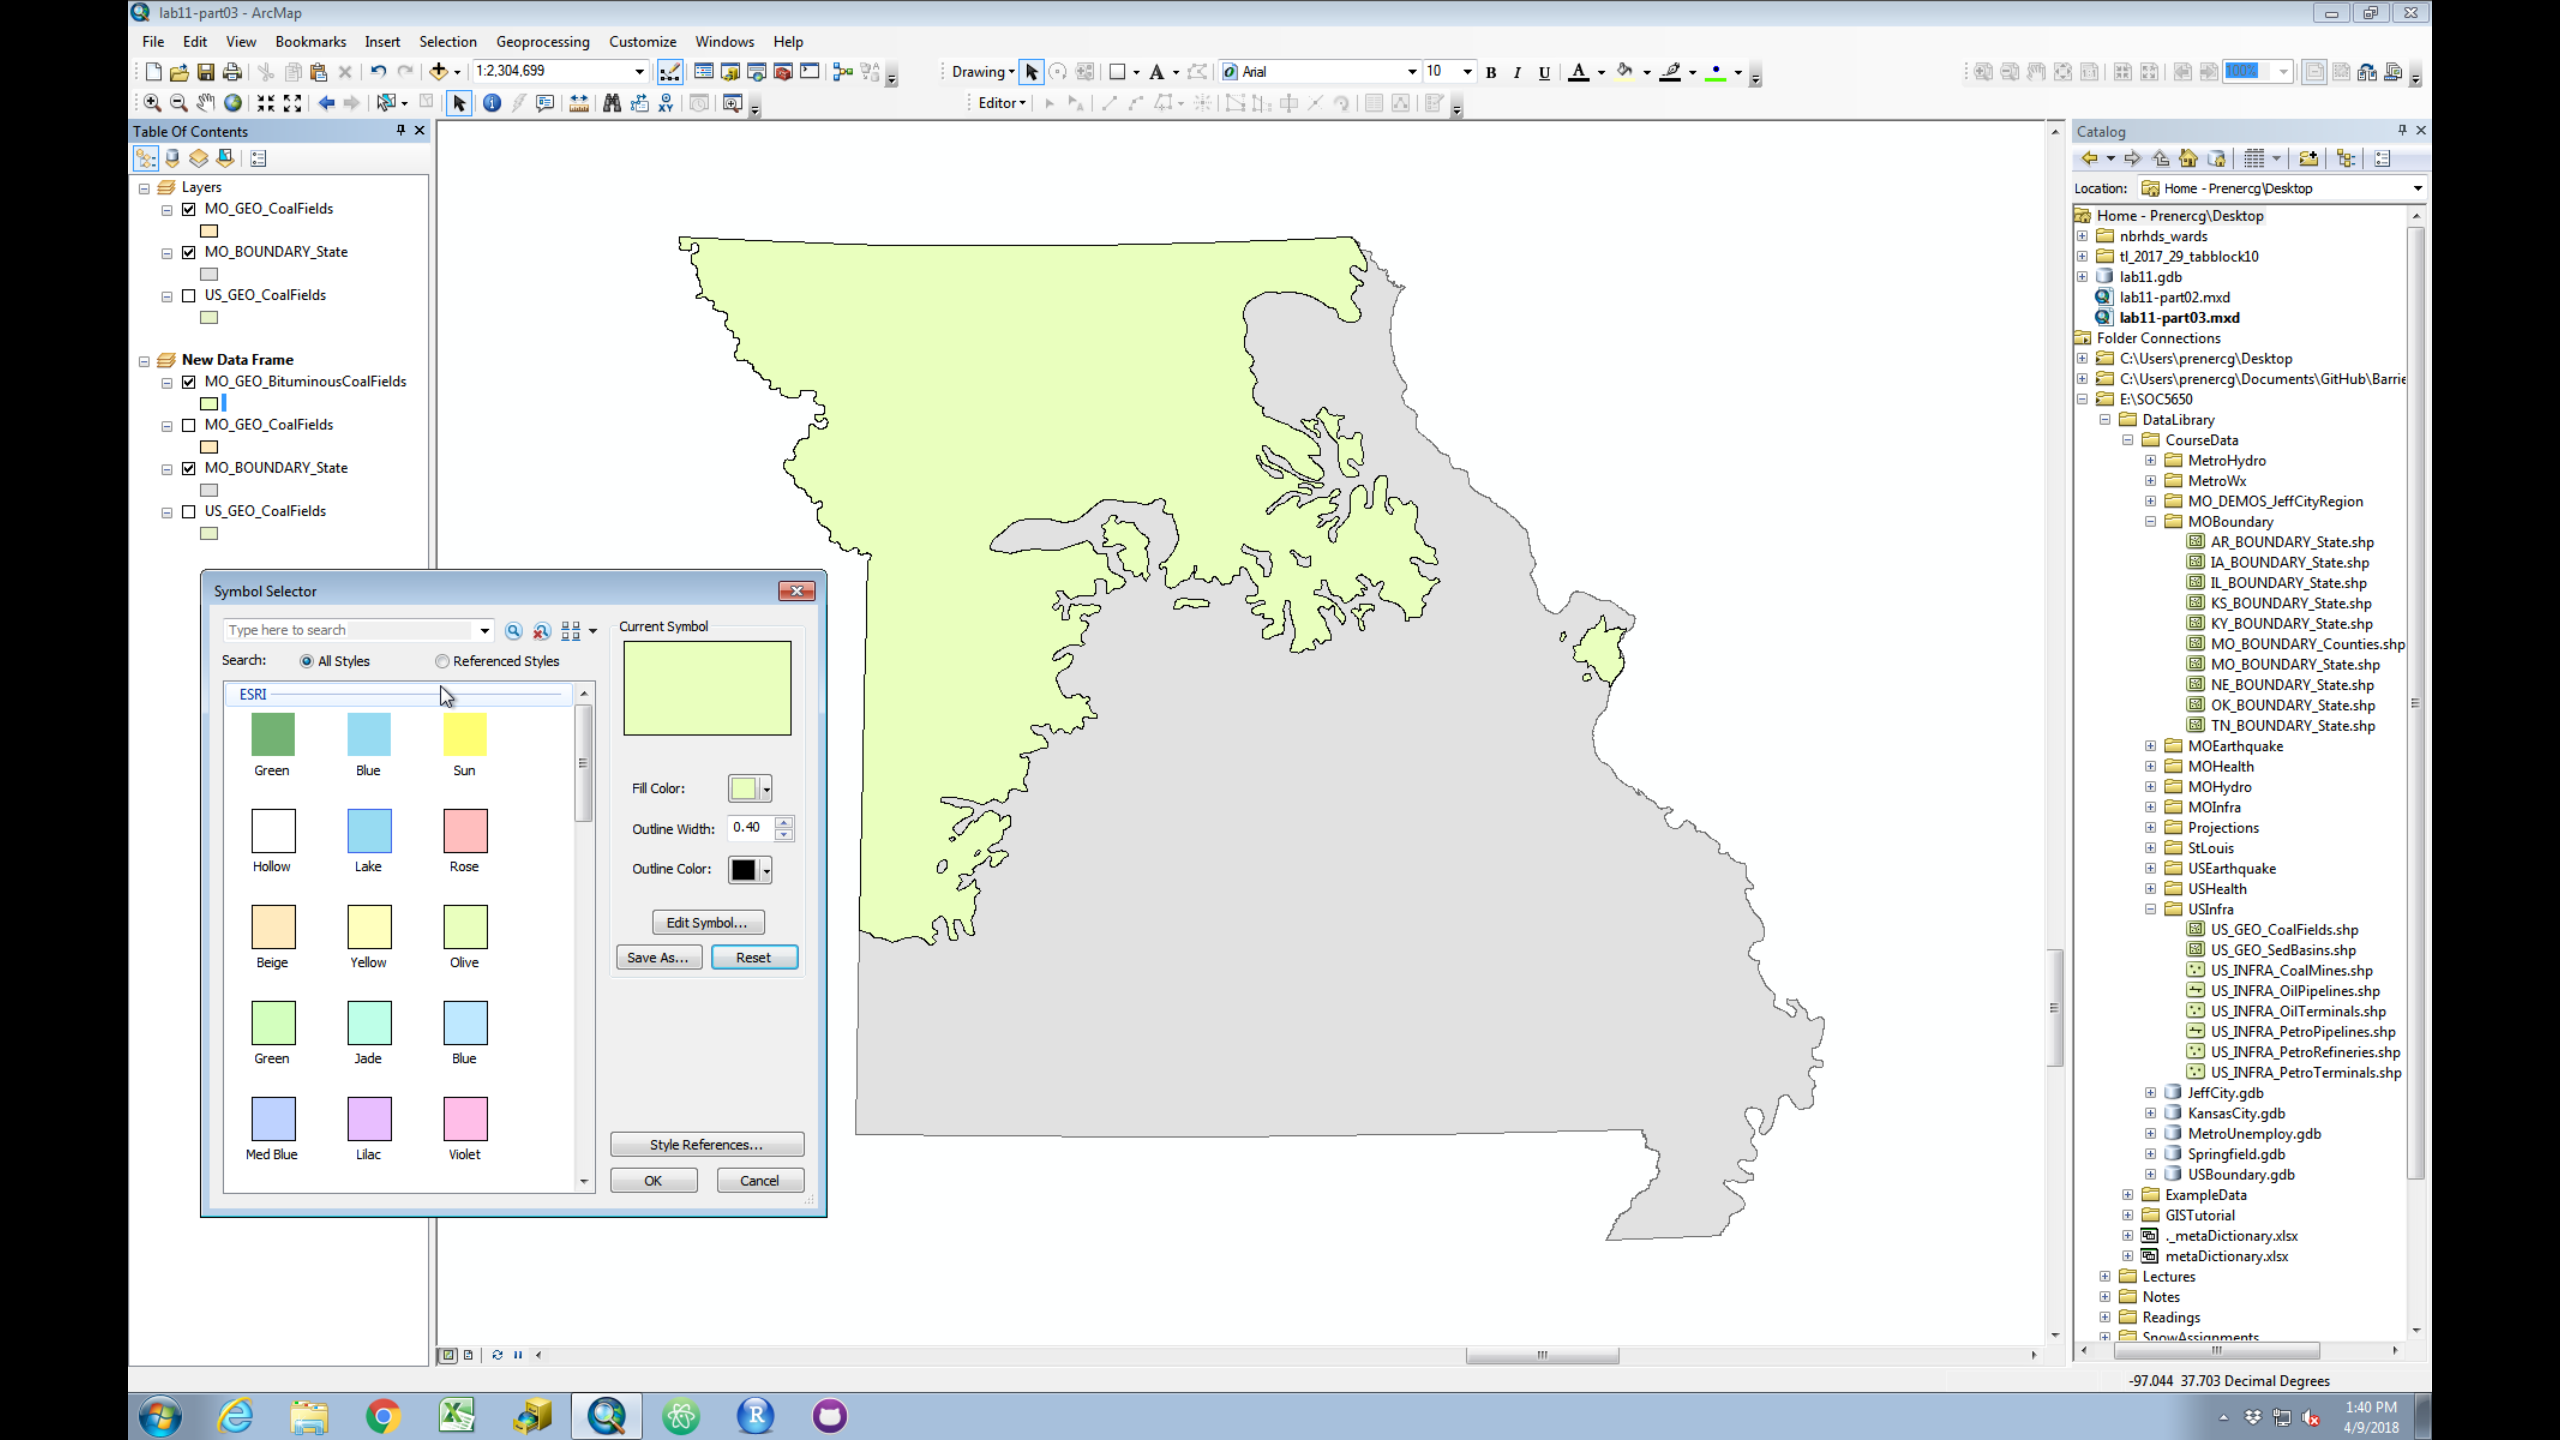 lab11-part03 - ArcMap
File Edit View Bookmarks Insert Selection Geoprocessing Customize Windows Help
1:2,304,699 Drawing Arial 10 B I U A 100%
Editor
Table Of Contents
Layers
MO_GEO_CoalFields
MO_BOUNDARY_State
US_GEO_CoalFields
New Data Frame
MO_GEO_BituminousCoalFields
MO_GEO_CoalFields
MO_BOUNDARY_State
US_GEO_CoalFields
Symbol Selector
Type here to search
Search: All Styles Referenced Styles
ESRI
Green Blue Sun
Hollow Lake Rose
Beige Yellow Olive
Green Jade Blue
Med Blue Lilac Violet
Current Symbol
Fill Color:
Outline Width: 0.40
Outline Color:
Edit Symbol...
Save As... Reset
Style References...
OK Cancel
Catalog
Location: Home - Prenercg\Desktop
Home - Prenercg\Desktop
nbrhds_wards
tl_2017_29_tabblock10
lab11.gdb
lab11-part02.mxd
lab11-part03.mxd
Folder Connections
C:\Users\prenercg\Desktop
C:\Users\prenercg\Documents\GitHub\Barrie
E:\SOC5650
DataLibrary
CourseData
MetroHydro
MetroWx
MO_DEMOS_JeffCityRegion
MOBoundary
AR_BOUNDARY_State.shp
IA_BOUNDARY_State.shp
IL_BOUNDARY_State.shp
KS_BOUNDARY_State.shp
KY_BOUNDARY_State.shp
MO_BOUNDARY_Counties.shp
MO_BOUNDARY_State.shp
NE_BOUNDARY_State.shp
OK_BOUNDARY_State.shp
TN_BOUNDARY_State.shp
MOEarthquake
MOHealth
MOHydro
MOInfra
Projections
StLouis
USEarthquake
USHealth
USInfra
US_GEO_CoalFields.shp
US_GEO_SedBasins.shp
US_INFRA_CoalMines.shp
US_INFRA_OilPipelines.shp
US_INFRA_OilTerminals.shp
US_INFRA_PetroPipelines.shp
US_INFRA_PetroRefineries.shp
US_INFRA_PetroTerminals.shp
JeffCity.gdb
KansasCity.gdb
MetroUnemploy.gdb
Springfield.gdb
USBoundary.gdb
ExampleData
GISTutorial
._metaDictionary.xlsx
metaDictionary.xlsx
Lectures
Notes
Readings
SnowAssignments
-97.044 37.703 Decimal Degrees
1:40 PM
4/9/2018